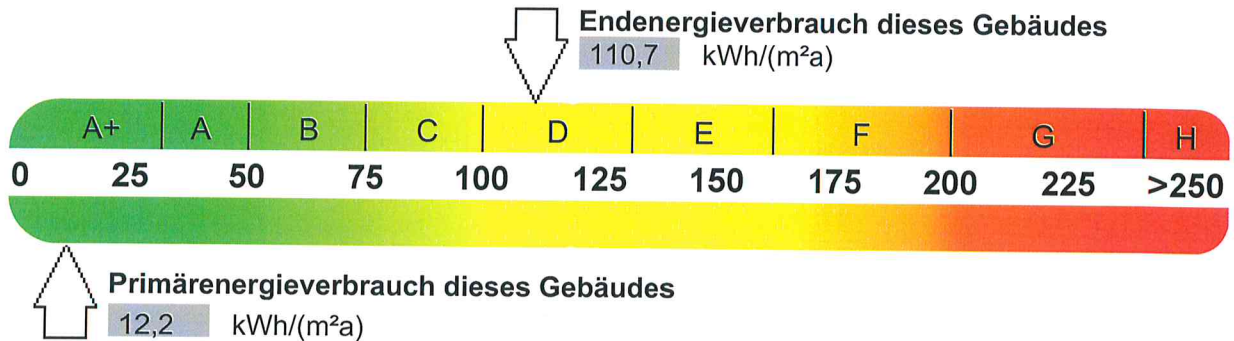 Endenergieverbrauch dieses Gebäudes
110,7 kWh/(m²a)
A+ A B C D E F G H
0 25 50 75 100 125 150 175 200 225 >250
Primärenergieverbrauch dieses Gebäudes
12,2 kWh/(m²a)